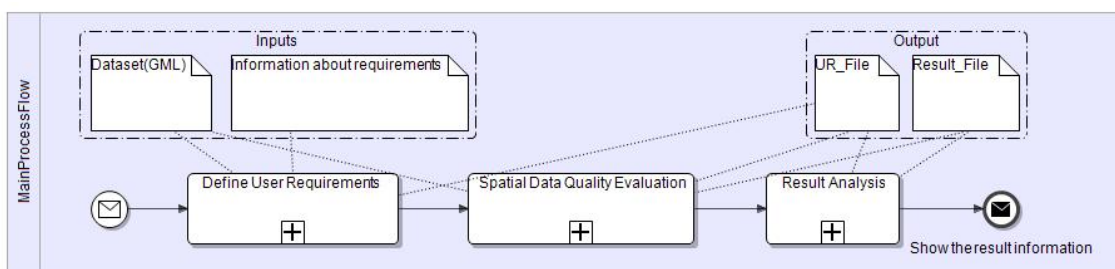 MainProcessFlow
Inputs
Dataset(GML)
Information about requirements
Output
UR_File
Result_File
Define User Requirements
Spatial Data Quality Evaluation
Result Analysis
Show the result information